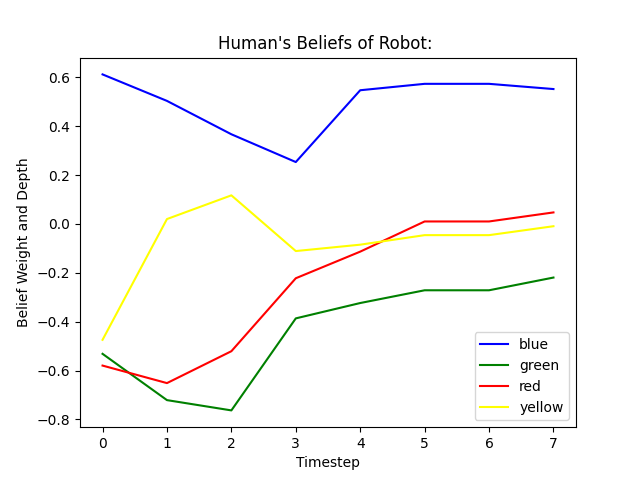 Human's Beliefs of Robot:
Belief Weight and Depth
0.6
0.4
0.2
0.0
−0.2
−0.4
−0.6
−0.8
blue
green
red
yellow
0 1 2 3 4 5 6 7
Timestep